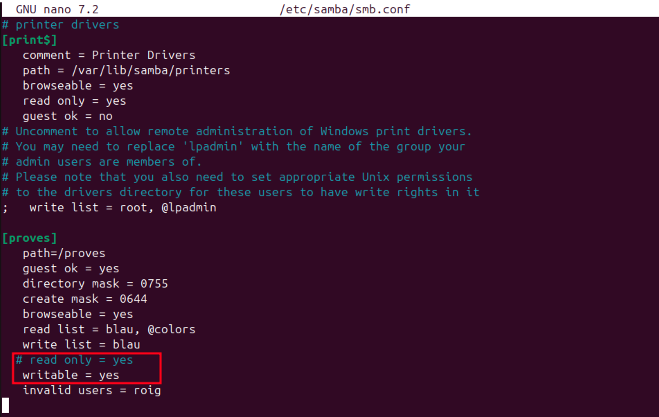 GNU nano 7.2 /etc/samba/smb.conf
# printer drivers
[print$]
comment = Printer Drivers
path = /var/lib/samba/printers
browseable = yes
read only = yes
guest ok = no
# Uncomment to allow remote administration of Windows print drivers.
# You may need to replace 'lpadmin' with the name of the group your
# admin users are members of.
# Please note that you also need to set appropriate Unix permissions
# to the drivers directory for these users to have write rights in it
;   write list = root, @lpadmin
[proves]
path=/proves
guest ok = yes
directory mask = 0755
create mask = 0644
browseable = yes
read list = blau, @colors
write list = blau
# read only = yes
writable = yes
invalid users = roig